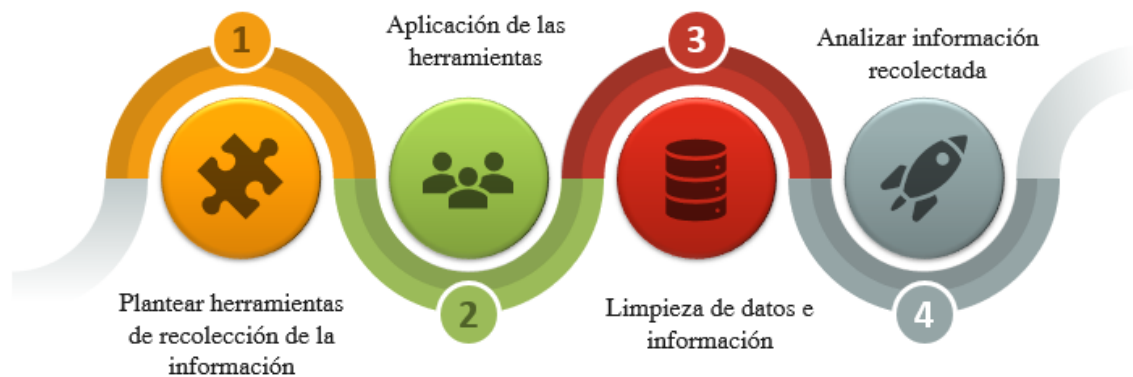 1
Plantear herramientas
de recolección de la
información
Aplicación de las
herramientas
2
3
Limpieza de datos e
información
Analizar información
recolectada
4